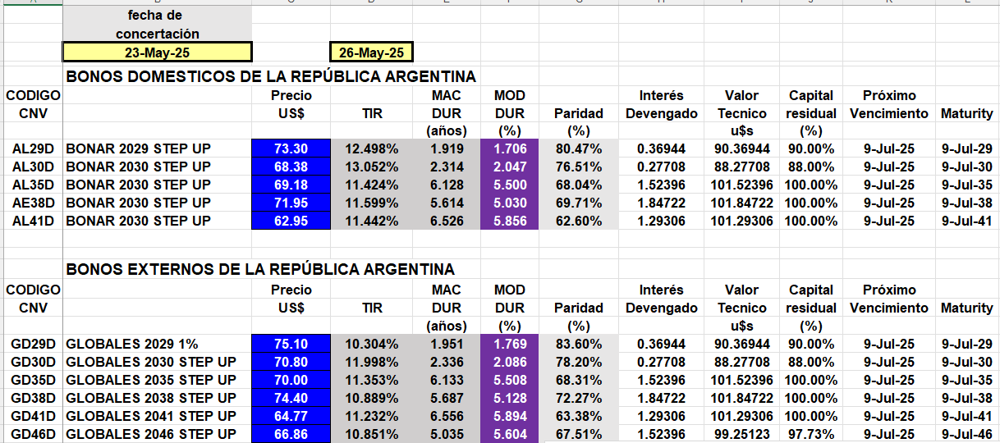 fecha de
concertación
23-May-25 26-May-25
BONOS DOMESTICOS DE LA REPÚBLICA ARGENTINA
CODIGO Precio MAC MOD Interés Valor Capital Próximo
CNV US$ TIR DUR DUR Paridad Devengado Tecnico residual Vencimiento Maturity
(años) (%) (%) u$s (%)
AL29D BONAR 2029 STEP UP 73.30 12.498% 1.919 1.706 80.47% 0.36944 90.36944 90.00% 9-Jul-25 9-Jul-29
AL30D BONAR 2030 STEP UP 68.38 13.052% 2.314 2.047 76.51% 0.27708 88.27708 88.00% 9-Jul-25 9-Jul-30
AL35D BONAR 2030 STEP UP 69.18 11.424% 6.128 5.500 68.04% 1.52396 101.52396 100.00% 9-Jul-25 9-Jul-35
AE38D BONAR 2030 STEP UP 71.95 11.599% 5.614 5.030 69.71% 1.84722 101.84722 100.00% 9-Jul-25 9-Jul-38
AL41D BONAR 2030 STEP UP 62.95 11.442% 6.526 5.856 62.60% 1.29306 101.29306 100.00% 9-Jul-25 9-Jul-41
BONOS EXTERNOS DE LA REPÚBLICA ARGENTINA
CODIGO Precio MAC MOD Interés Valor Capital Próximo
CNV US$ TIR DUR DUR Paridad Devengado Tecnico residual Vencimiento Maturity
(años) (%) (%) u$s (%)
GD29D GLOBALES 2029 1% 75.10 10.304% 1.951 1.769 83.60% 0.36944 90.36944 90.00% 9-Jul-25 9-Jul-29
GD30D GLOBALES 2030 STEP UP 70.80 11.998% 2.336 2.086 78.20% 0.27708 88.27708 88.00% 9-Jul-25 9-Jul-30
GD35D GLOBALES 2035 STEP UP 70.00 11.353% 6.133 5.508 68.31% 1.52396 101.52396 100.00% 9-Jul-25 9-Jul-35
GD38D GLOBALES 2038 STEP UP 74.40 10.889% 5.687 5.128 72.27% 1.84722 101.84722 100.00% 9-Jul-25 9-Jul-38
GD41D GLOBALES 2041 STEP UP 64.77 11.232% 6.556 5.894 63.38% 1.29306 101.29306 100.00% 9-Jul-25 9-Jul-41
GD46D GLOBALES 2046 STEP UP 66.86 10.851% 5.035 5.604 67.51% 1.52396 99.25123 97.73% 9-Jul-25 9-Jul-46